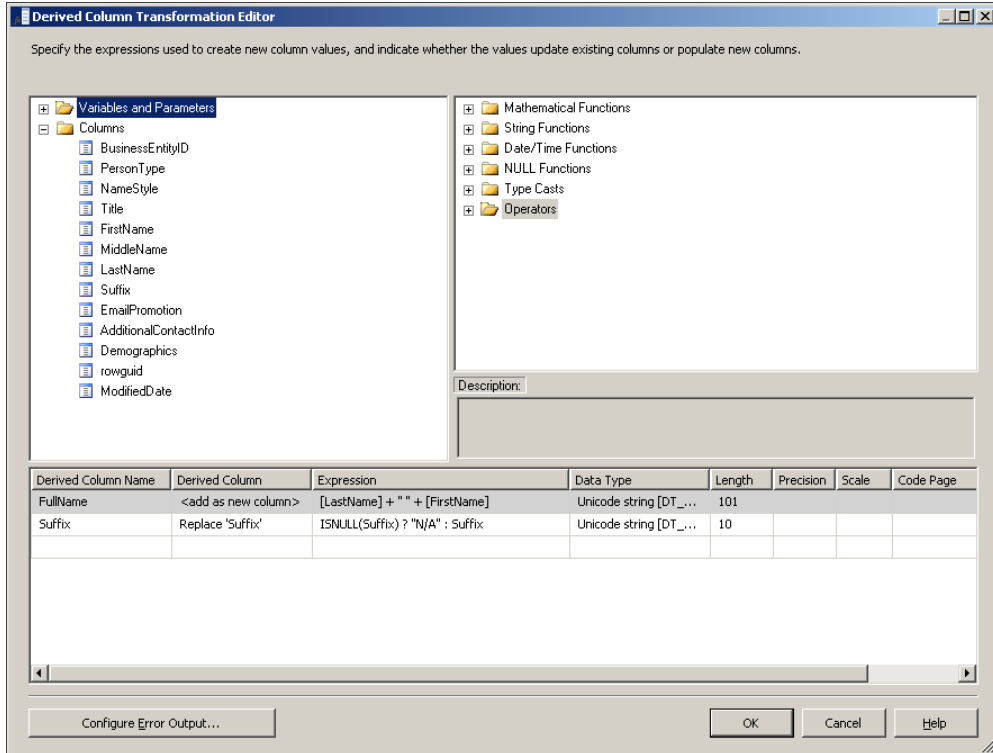 Derived Column Transformation Editor
Specify the expressions used to create new column values, and indicate whether the values update existing columns or populate new columns.
Variables and Parameters
Columns
BusinessEntityID
PersonType
NameStyle
Title
FirstName
MiddleName
LastName
Suffix
EmailPromotion
AdditionalContactInfo
Demographics
rowguid
ModifiedDate
Mathematical Functions
String Functions
Date/Time Functions
NULL Functions
Type Casts
Operators
Description:
Derived Column Name Derived Column Expression Data Type Length Precision Scale Code Page
FullName <add as new column> [LastName] + " " + [FirstName] Unicode string [DT_... 101
Suffix Replace 'Suffix' ISNULL(Suffix) ? "N/A" : Suffix Unicode string [DT_... 10
Configure Error Output... OK Cancel Help